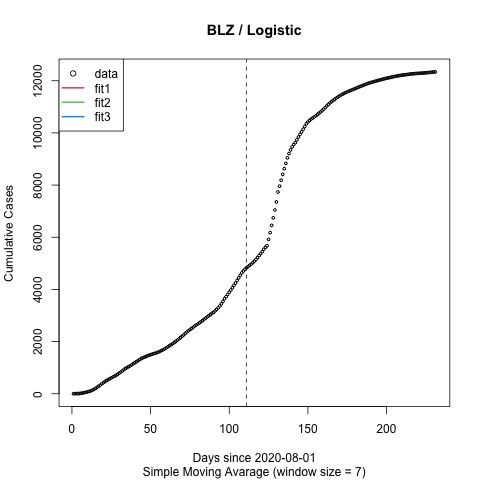 BLZ / Logistic
data
fit1
fit2
fit3
Cumulative Cases
12000
10000
8000
6000
4000
2000
0
0 50 100 150 200
Days since 2020-08-01
Simple Moving Avarage (window size = 7)